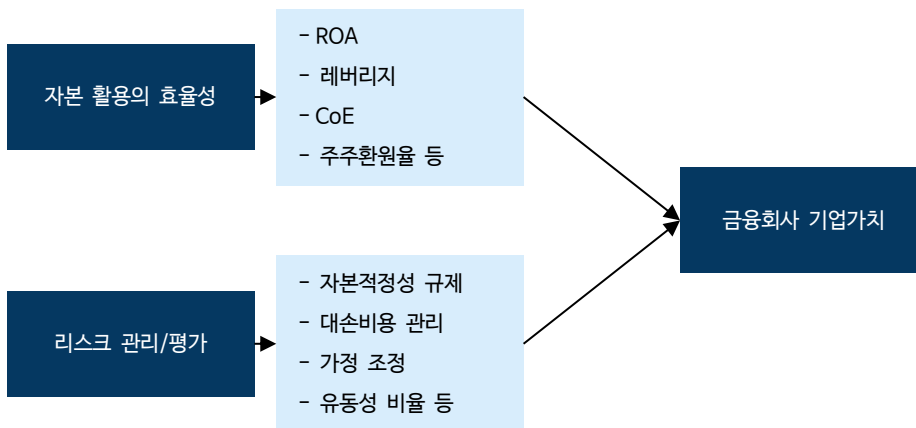 자본 활용의 효율성
- ROA
- 레버리지
- CoE
- 주주환원율 등
리스크 관리/평가
- 자본적정성 규제
- 대손비용 관리
- 가정 조정
- 유동성 비율 등
금융회사 기업가치